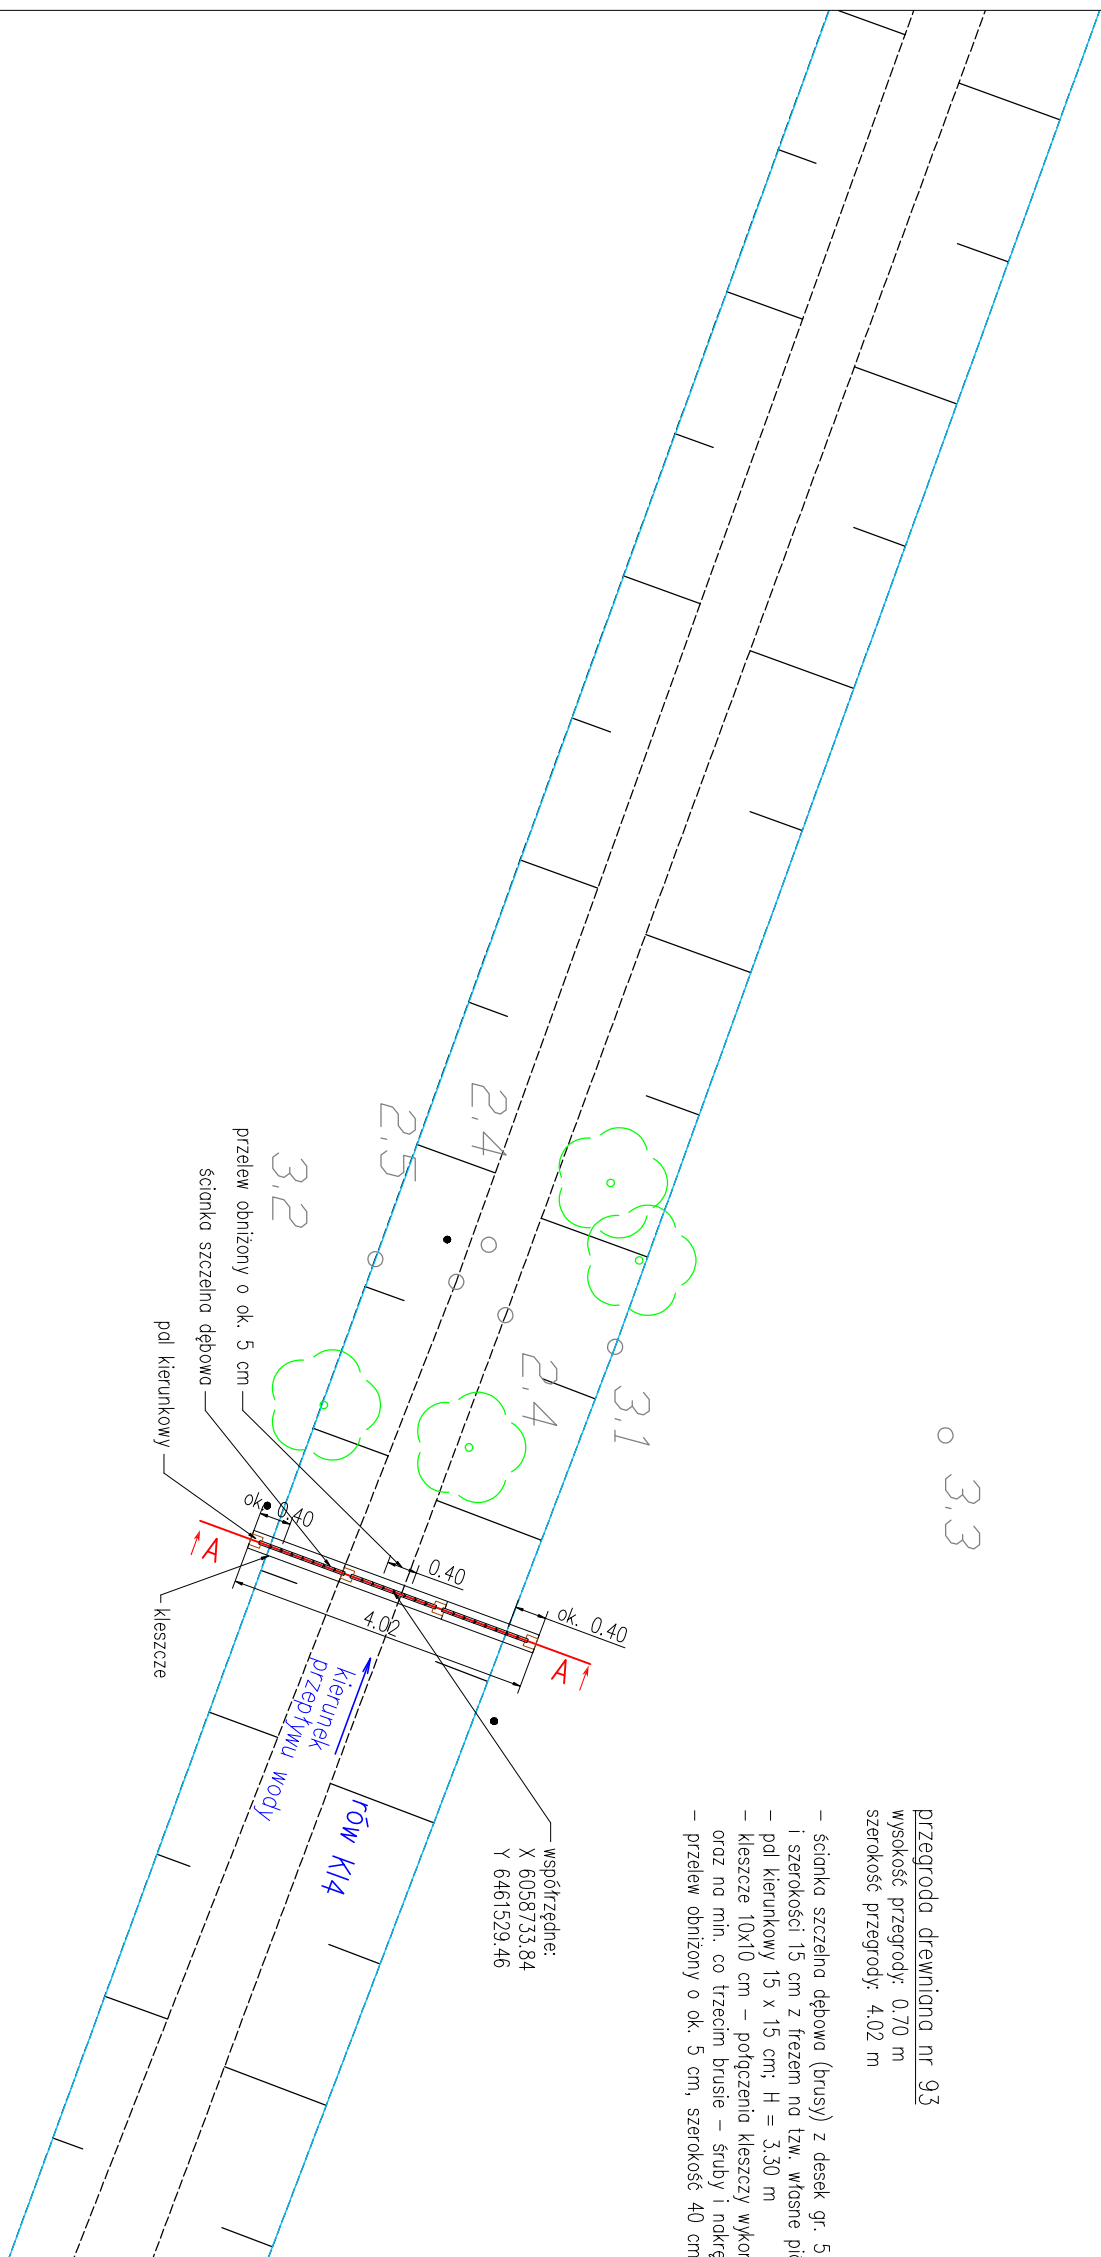 przegroda drewniana nr 93
wysokość przegrody: 0.70 m
szerokość przegrody: 4.02 m
- ścianka szczelna dębowa (brusy) z desek gr. 5
i szerokości 15 cm z frezem na tzw. własne
- pal kierunkowy 15 x 15 cm; H = 3.30 m
- kleszcze 10x10 cm - połączenia kleszczy
oraz na min. co trzecim brusie - śruby i
- przelew obniżony o ok. 5 cm, szerokość 40 cm
3.3
3.1
2.4
2.4
2.5
3.2
przelew obniżony o ok. 5 cm
ścianka szczelna dębowa
pal kierunkowy
kleszcze
ok. 0.40
0.40
ok. 0.40
4.02
A
A
kierunek
przepływu wody
rów KI4
współrzędne:
X 6058733.84
Y 6461529.46